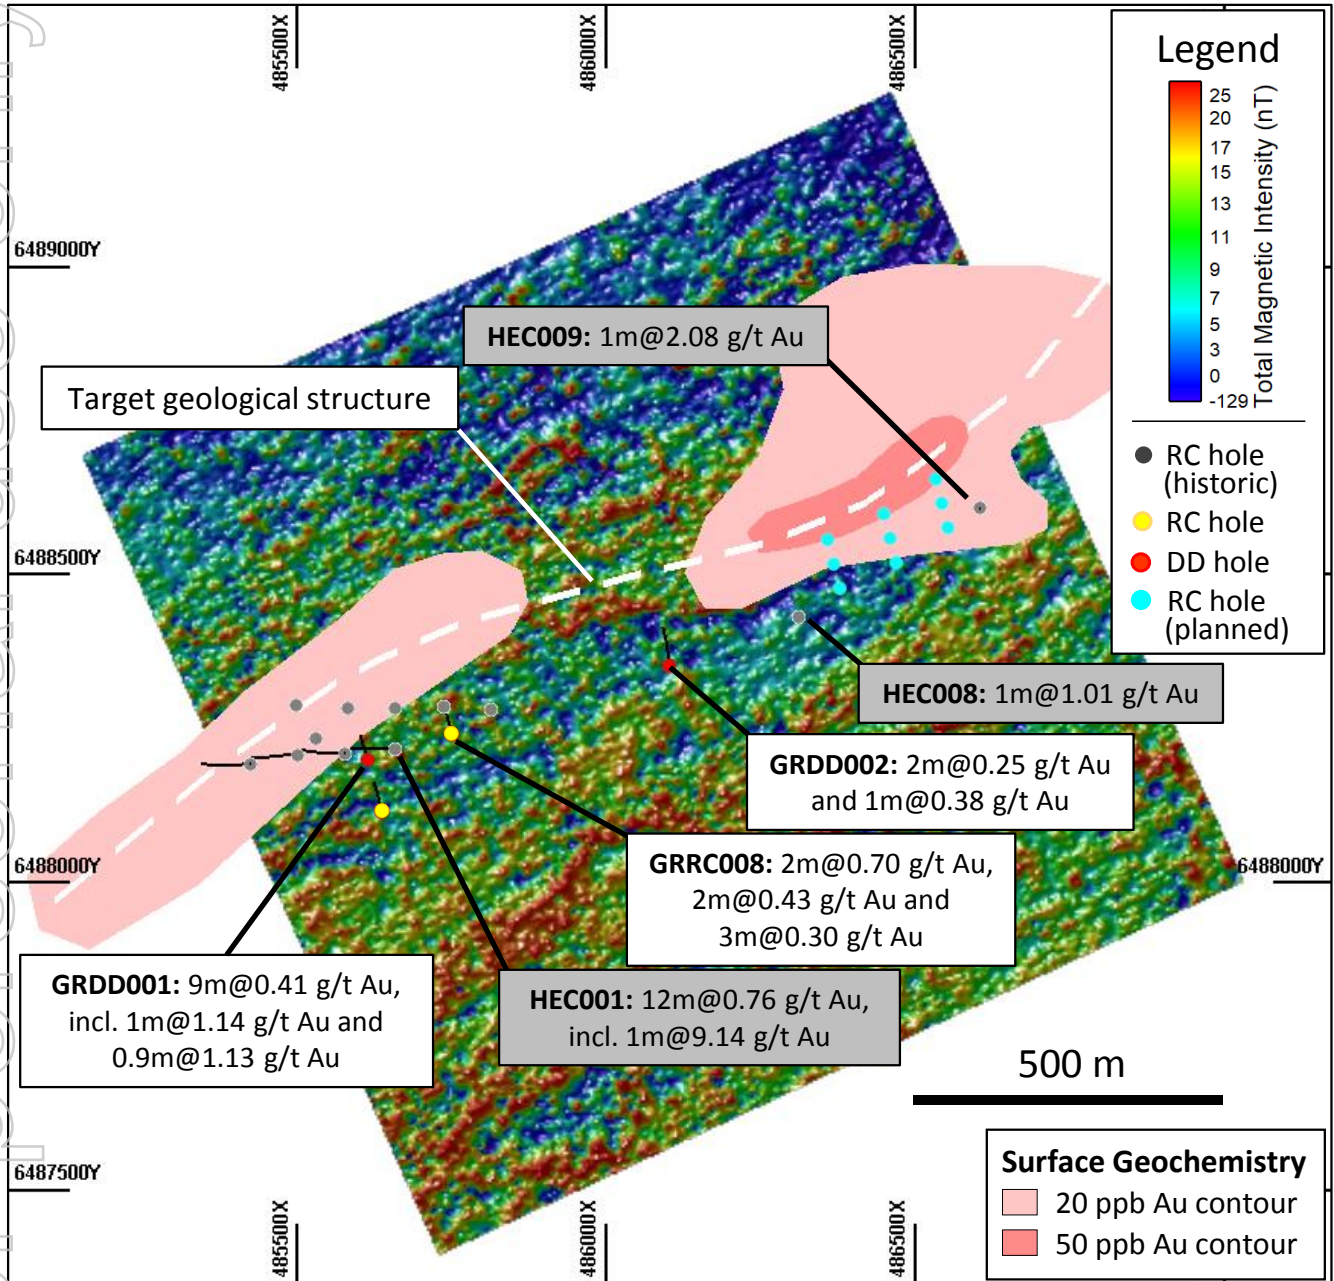 485500X
486000X
486500X
Legend
25
20
17
15
13
11
9
7
5
3
0
-129
Total Magnetic Intensity (nT)
RC hole
(historic)
RC hole
DD hole
RC hole
(planned)
6489000Y
HEC009: 1m@2.08 g/t Au
Target geological structure
6488500Y
HEC008: 1m@1.01 g/t Au
GRDD002: 2m@0.25 g/t Au
and 1m@0.38 g/t Au
6488000Y
6488000Y
GRRC008: 2m@0.70 g/t Au,
2m@0.43 g/t Au and
3m@0.30 g/t Au
GRDD001: 9m@0.41 g/t Au,
incl. 1m@1.14 g/t Au and
0.9m@1.13 g/t Au
HEC001: 12m@0.76 g/t Au,
incl. 1m@9.14 g/t Au
500 m
6487500Y
Surface Geochemistry
20 ppb Au contour
50 ppb Au contour
485500X
486000X
486500X